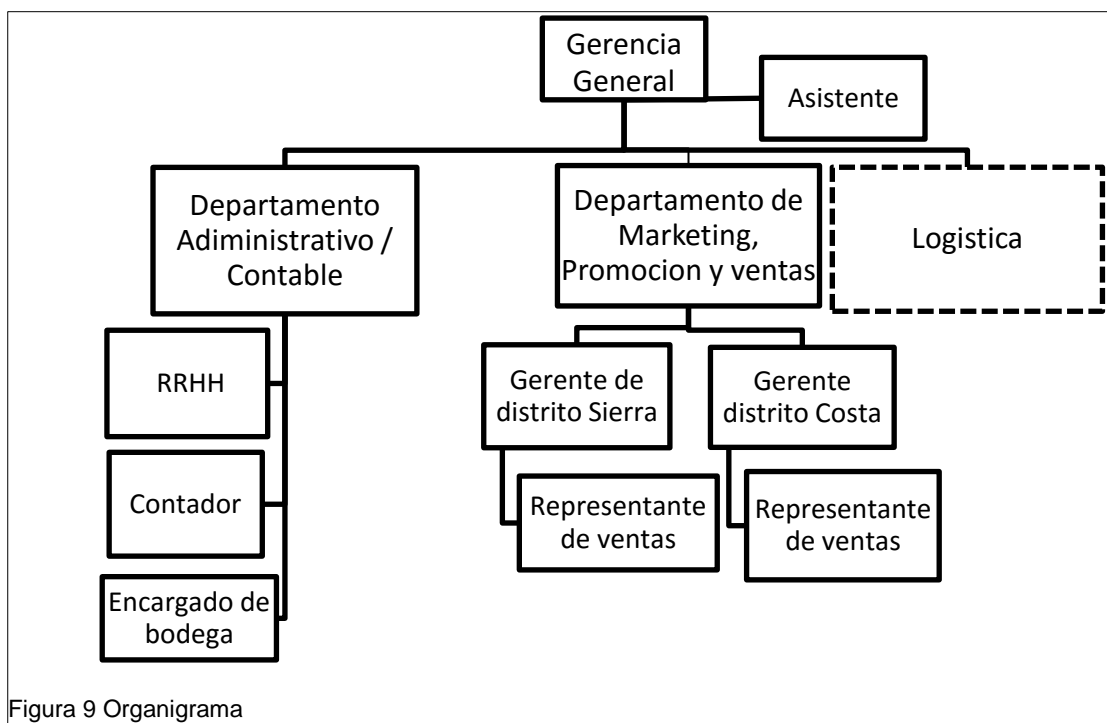 Gerencia
General
Asistente
Departamento
Adiministrativo /
Contable
Departamento de
Marketing,
Promocion y ventas
Logistica
RRHH
Contador
Encargado de
bodega
Gerente de
distrito Sierra
Representante
de ventas
Gerente
distrito Costa
Representante
de ventas
Figura 9 Organigrama